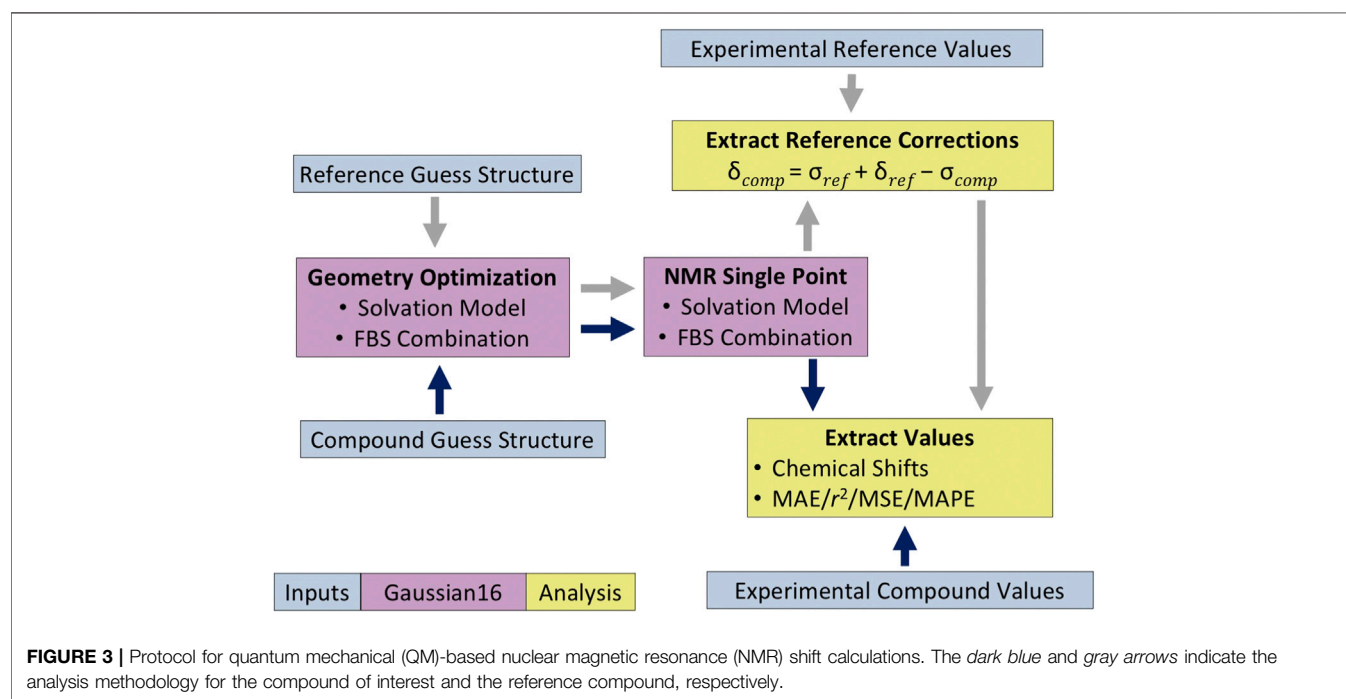 Experimental Reference Values
Extract Reference Corrections
δcomp = σref + δref − σcomp
Reference Guess Structure
Geometry Optimization
• Solvation Model
• FBS Combination
NMR Single Point
• Solvation Model
• FBS Combination
Compound Guess Structure
Extract Values
• Chemical Shifts
• MAE/r²/MSE/MAPE
Inputs Gaussian16 Analysis
Experimental Compound Values
FIGURE 3 | Protocol for quantum mechanical (QM)-based nuclear magnetic resonance (NMR) shift calculations. The dark blue and gray arrows indicate the
analysis methodology for the compound of interest and the reference compound, respectively.